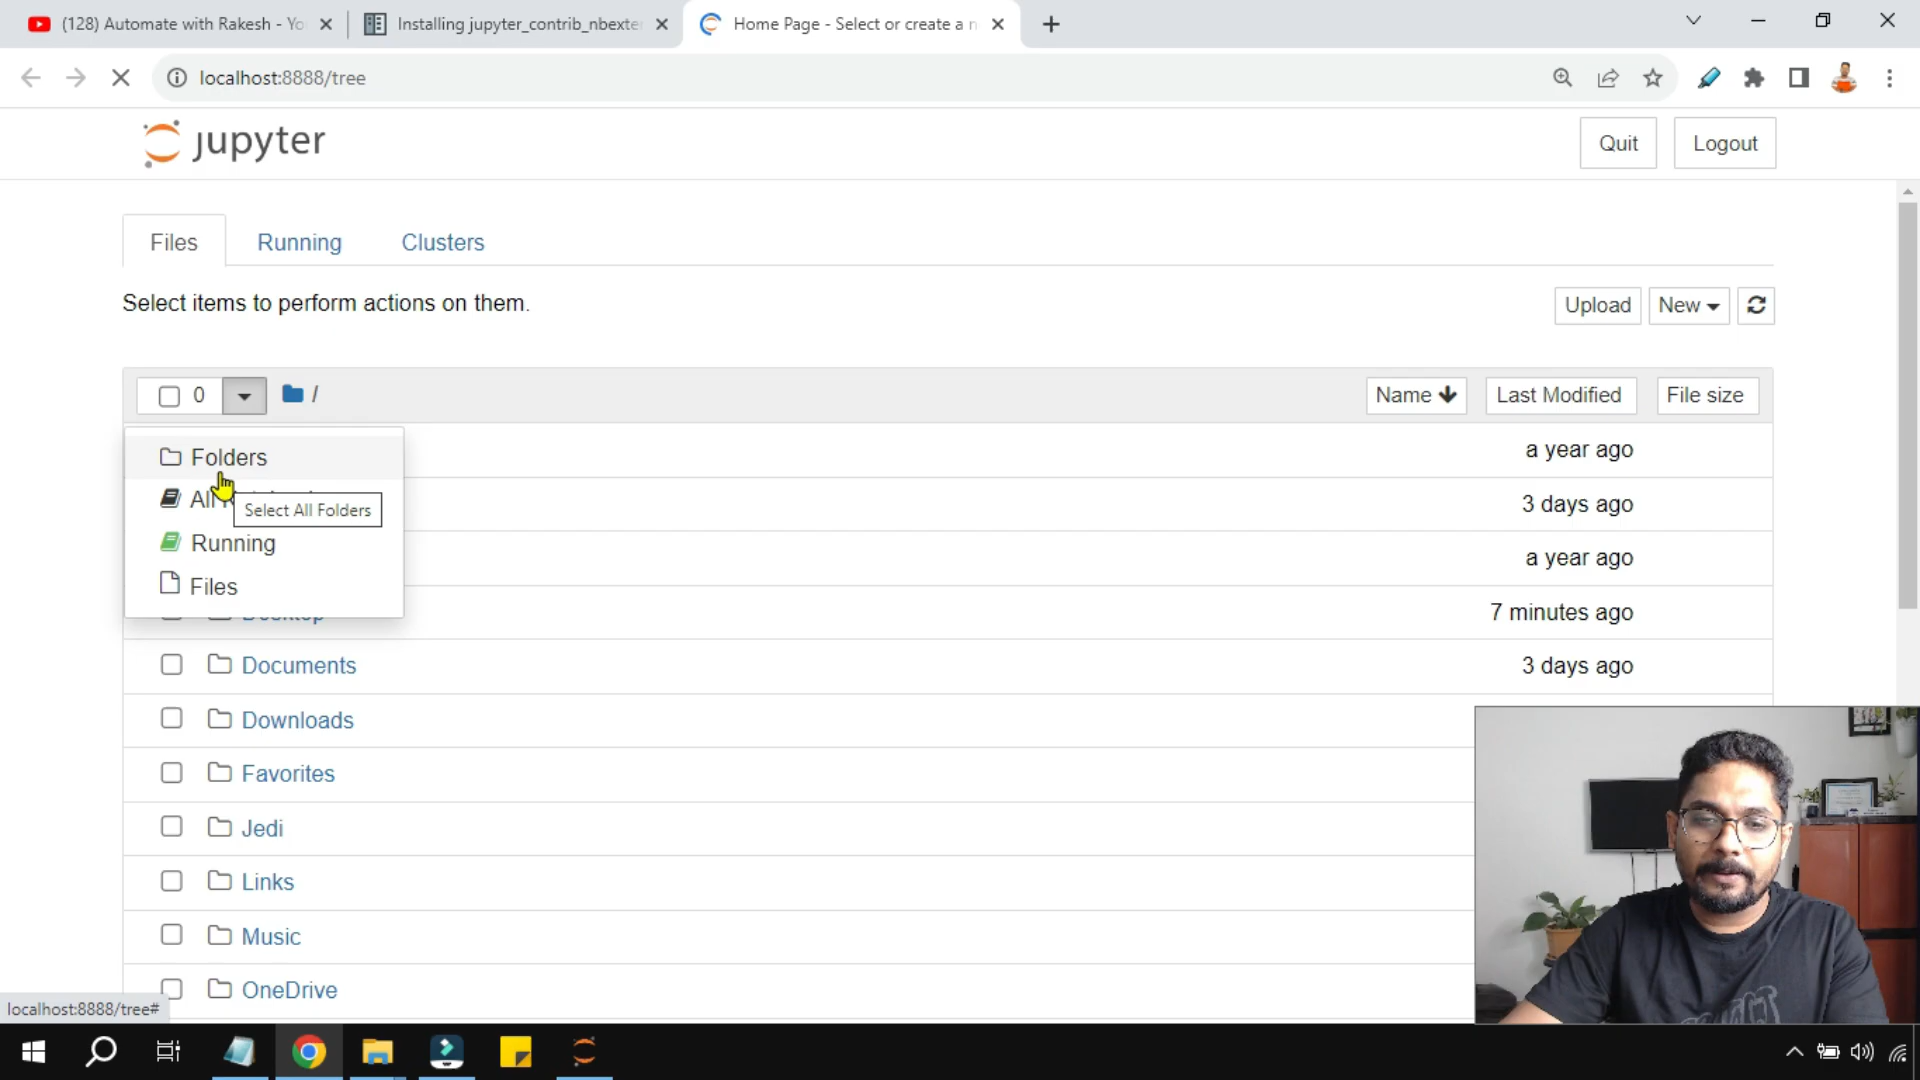 (128) Automate with Rakesh - Yo
Installing jupyter_contrib_nbexte
Home Page - Select or create a n
localhost:8888/tree
jupyter
Quit
Logout
Files
Running
Clusters
Select items to perform actions on them.
Upload
New
0
/
Name
Last Modified
File size
Folders
a year ago
All
Select All Folders
3 days ago
Running
a year ago
Files
Desktop
7 minutes ago
Documents
3 days ago
Downloads
Favorites
Jedi
Links
Music
OneDrive
localhost:8888/tree#